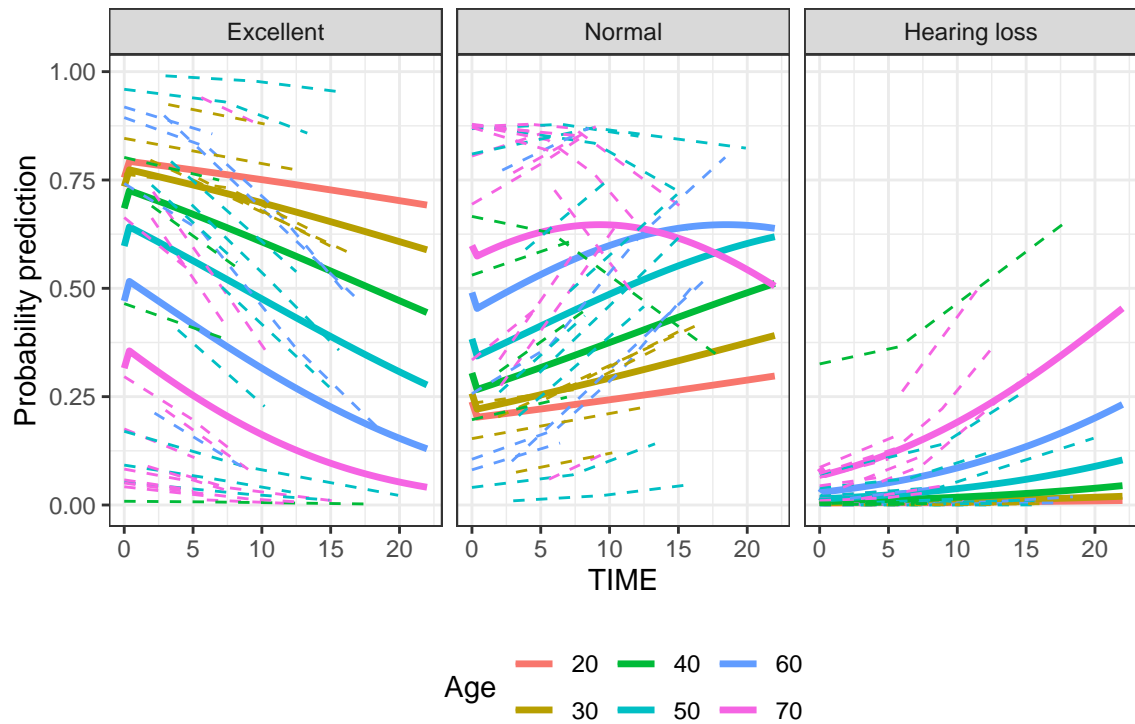 Excellent Normal Hearing loss
Probability prediction
1.00
0.75
0.50
0.25
0.00
0 5 10 15 20 0 5 10 15 20 0 5 10 15 20
TIME
Age
20 40 60
30 50 70